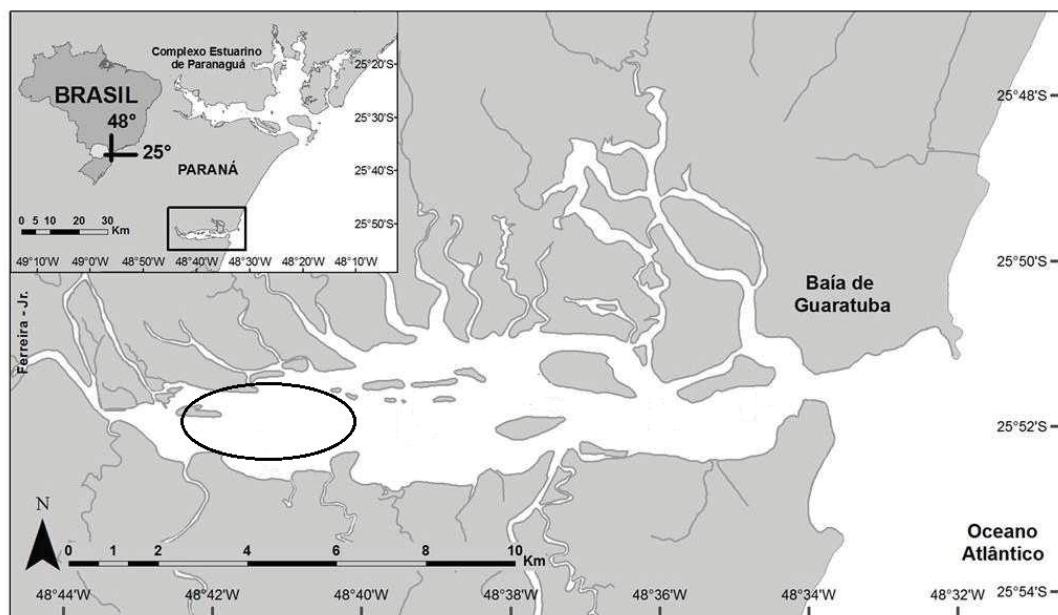 Complexo Estuarino
de Paranaguá
BRASIL
48°
25°
PARANÁ
0 5 10 20 30
Km
25°20'S
25°30'S
25°40'S
25°50'S
49°10'W 49°0'W 48°50'W 48°40'W 48°30'W 48°20'W 48°10'W
Ferreira - Jr.
Baía de
Guaratuba
25°48'S
25°50'S
25°52'S
25°54'S
Oceano
Atlântico
N
0 1 2 4 6 8 10
Km
48°44'W 48°42'W 48°40'W 48°38'W 48°36'W 48°34'W 48°32'W